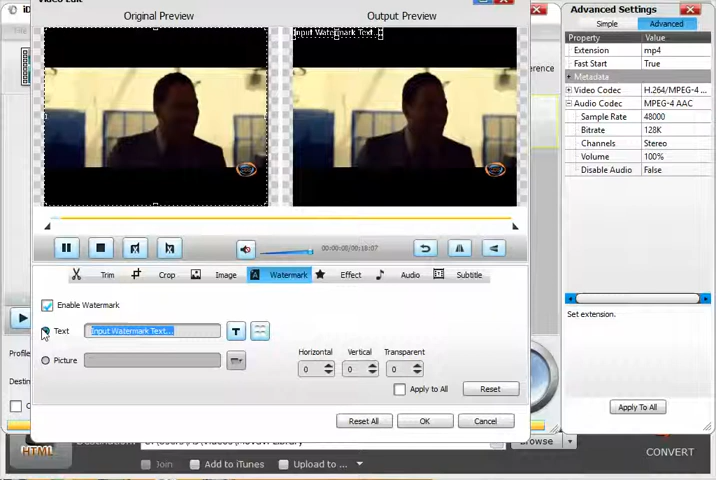 Video Edit
Original Preview
Output Preview
Input Watermark Text...
00:00:00/00:10:07
Trim
Crop
Image
A Watermark
Effect
Audio
Subtitle
Enable Watermark
Text
Input Watermark Text...
T
Picture
Horizontal
Vertical
Transparent
0
0
0
Apply to All
Reset
Reset All
OK
Cancel
Advanced Settings
Simple
Advanced
Property
Value
Extension
mp4
Fast Start
True
Metadata
Video Codec
H.264/MPEG-4 ...
Audio Codec
MPEG-4 AAC
Sample Rate
48000
Bitrate
128K
Channels
Stereo
Volume
100%
Disable Audio
False
Set extension.
Apply To All
HTML
Browse
Join
Add to iTunes
Upload to ...
CONVERT